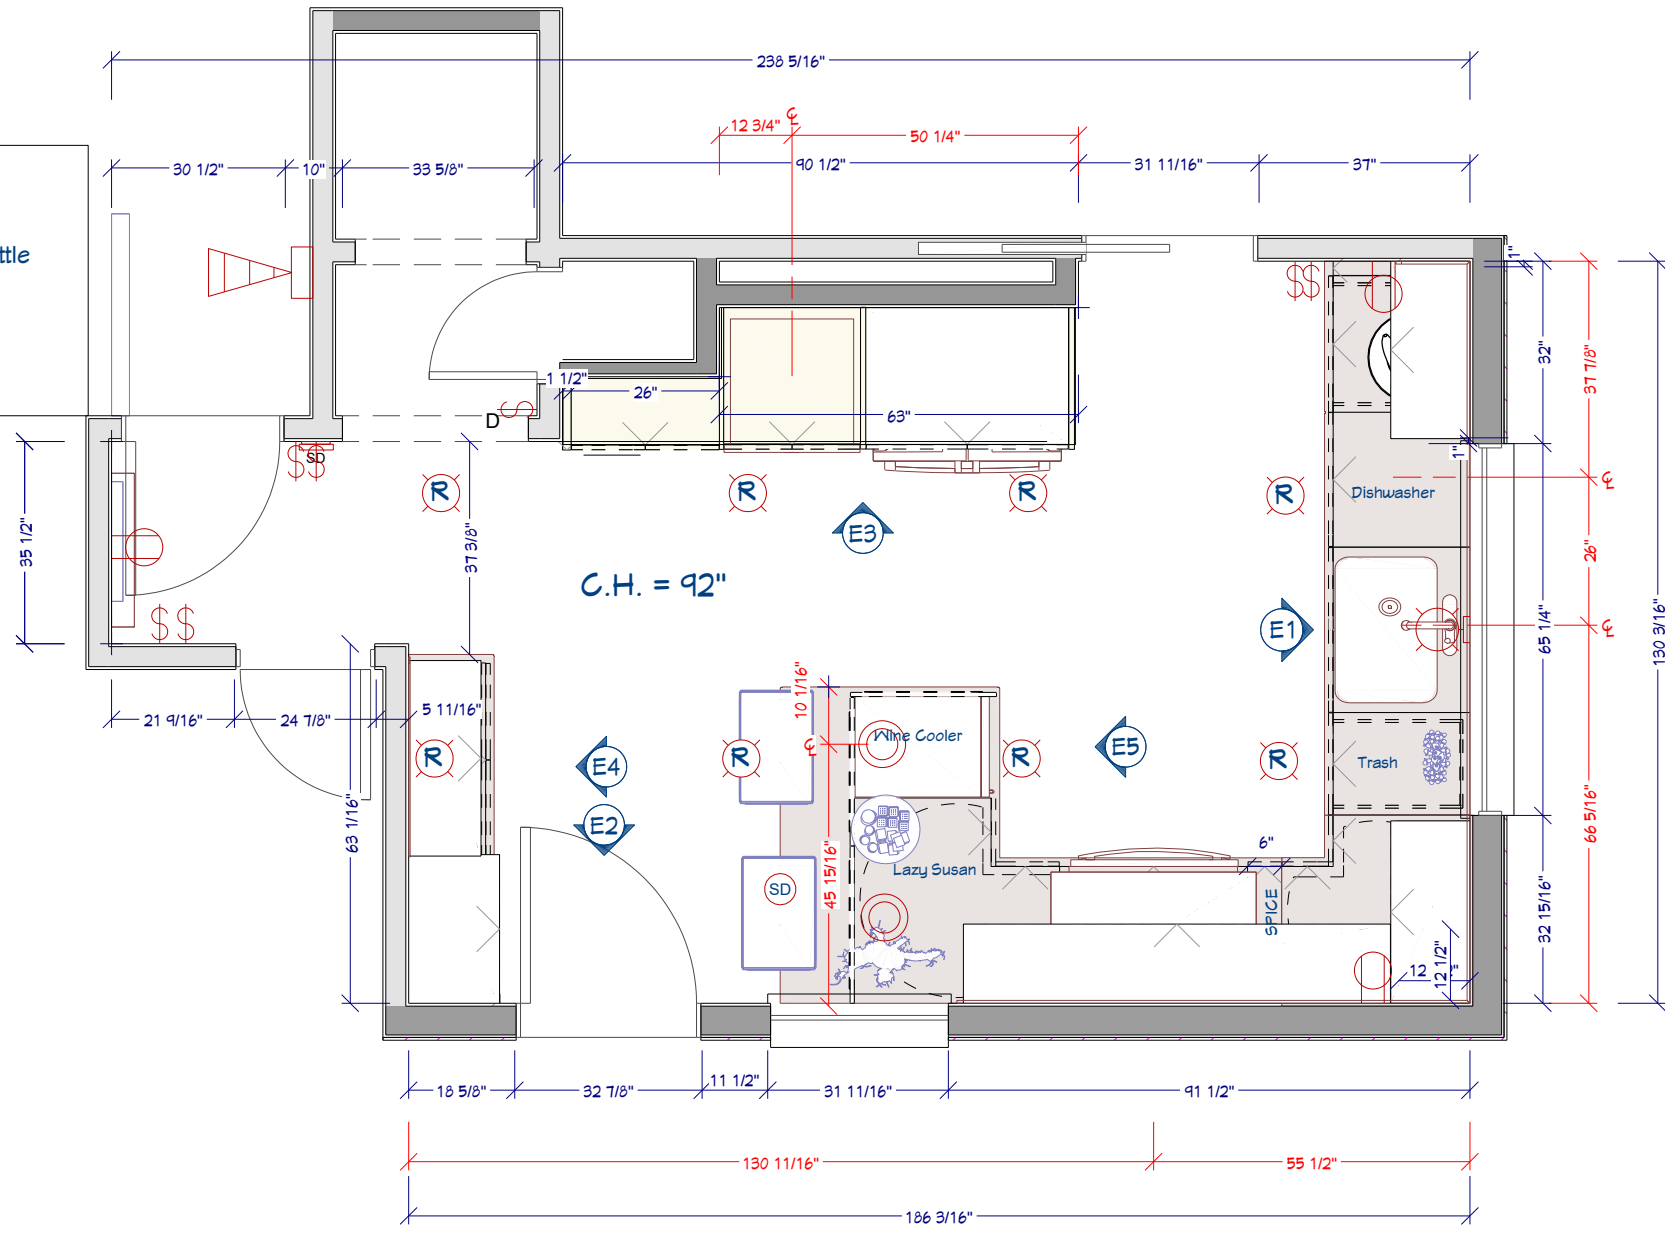 238 5/16"
12 3/4"
50 1/4"
30 1/2"
10"
33 5/8"
90 1/2"
31 11/16"
37"
ttle
1"
32"
37 7/8"
1 1/2"
26"
63"
D
SD
1"
R
R
R
R
Dishwasher
E3
35 1/2"
37 3/8"
C.H. = 92"
26"
E1
65 1/4"
130 3/16"
10 1/16"
5 11/16"
21 9/16"
24 7/8"
Wine Cooler
R
R
R
R
E4
E5
Trash
63 1/16"
E2
66 5/16"
6"
45 15/16"
Lazy Susan
SD
SPICE
32 15/16"
12 1/2"
12
18 5/8"
32 7/8"
11 1/2"
31 11/16"
91 1/2"
130 11/16"
55 1/2"
186 3/16"